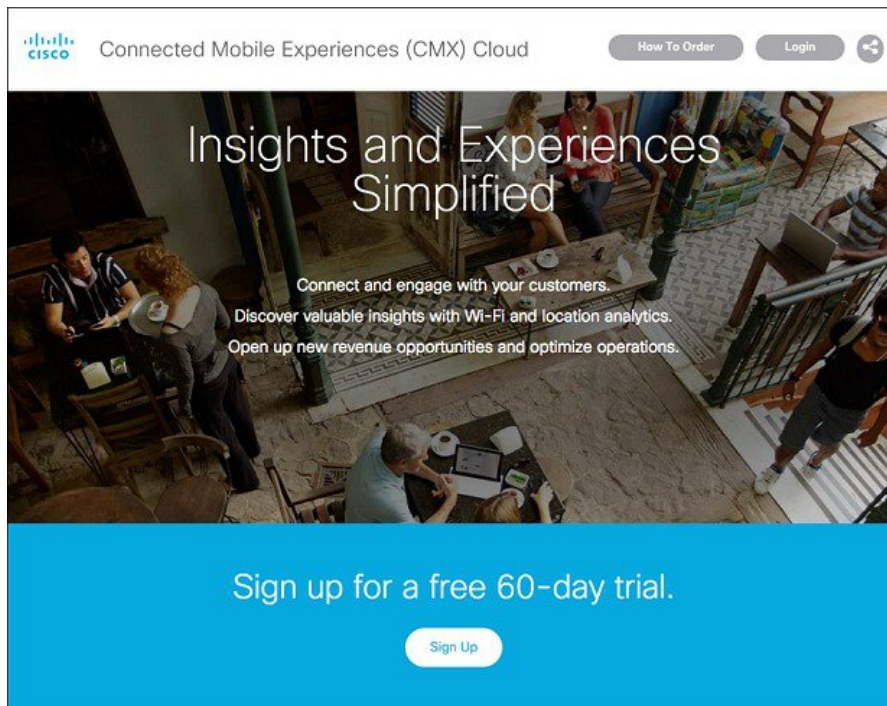 CISCO
Connected Mobile Experiences (CMX) Cloud
How To Order
Login
Insights and Experiences
Simplified
Connect and engage with your customers.
Discover valuable insights with Wi-Fi and location analytics.
Open up new revenue opportunities and optimize operations.
Sign up for a free 60-day trial.
Sign Up